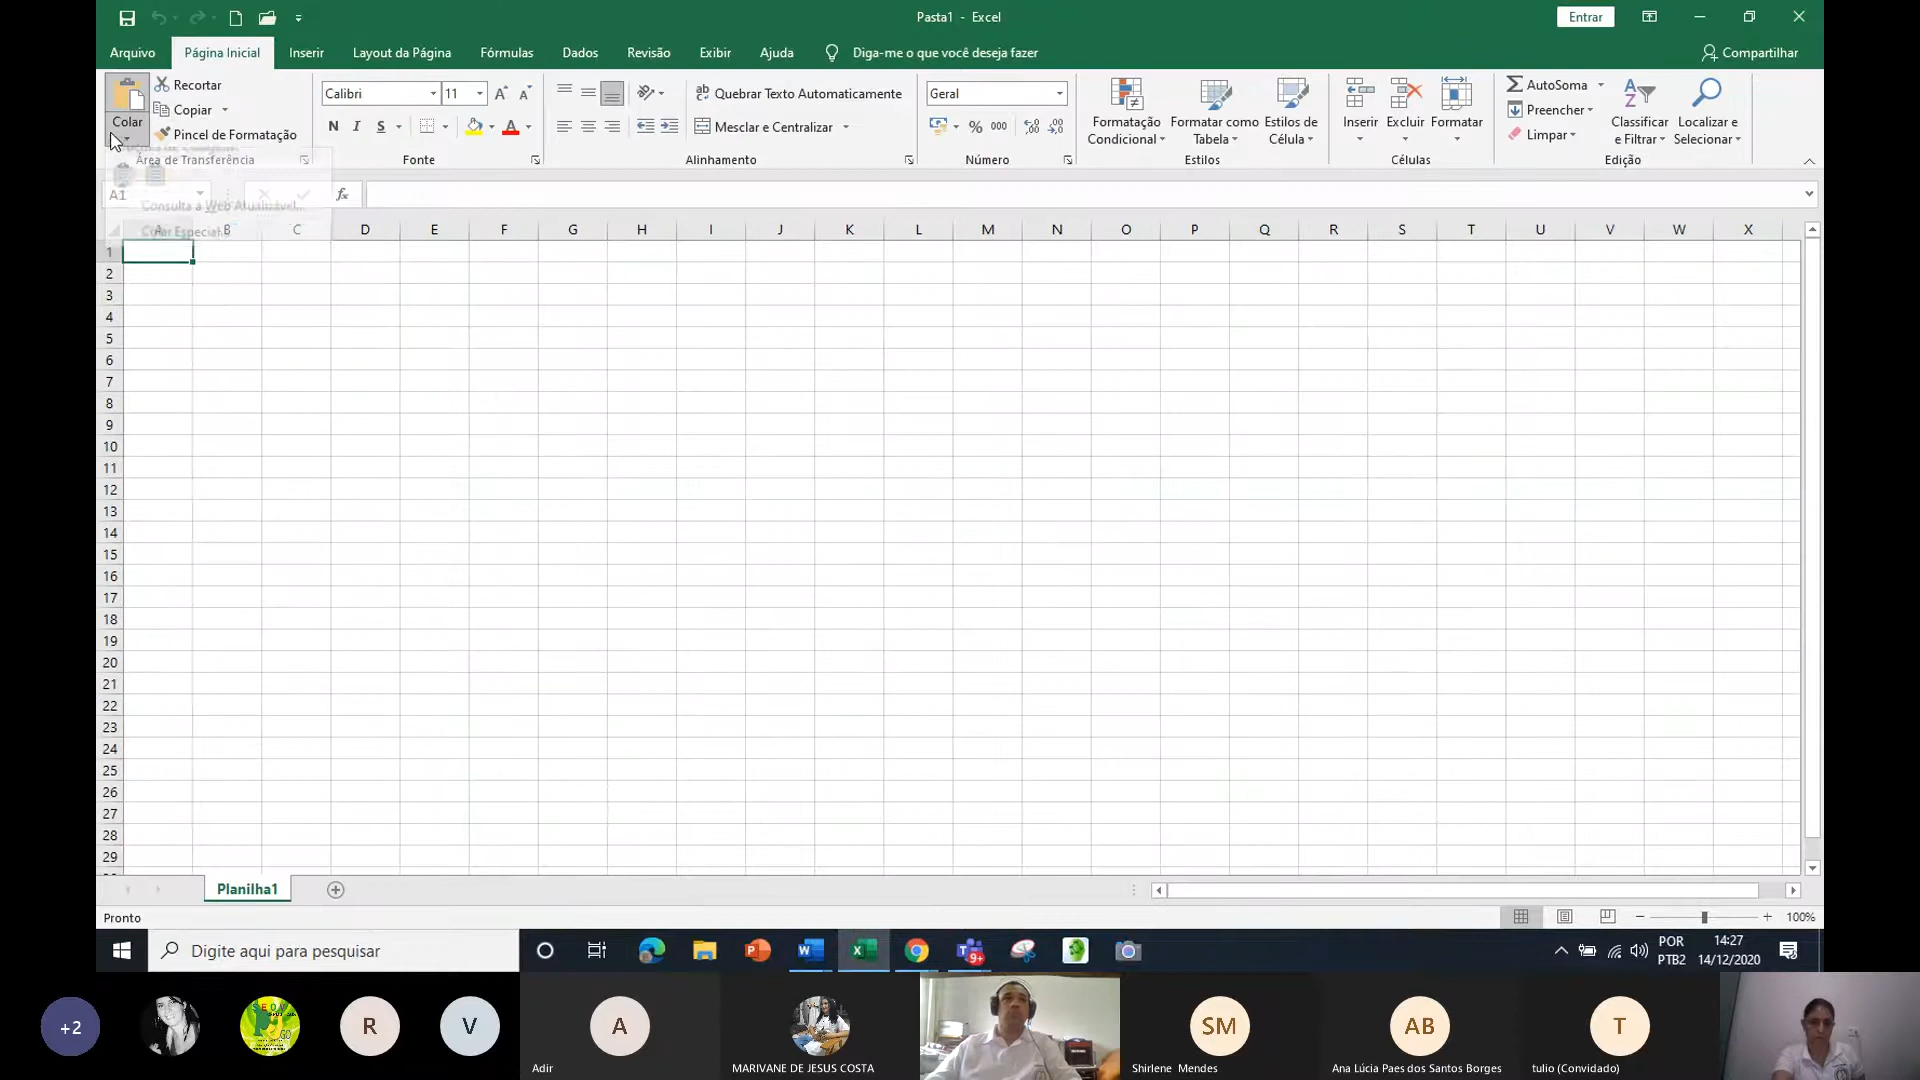 Pasta1 - Excel
Entrar
Arquivo
Página Inicial
Inserir
Layout da Página
Fórmulas
Dados
Revisão
Exibir
Ajuda
Diga-me o que você deseja fazer
Compartilhar
Colar
Recortar
Copiar
Pincel de Formatação
Área de Transferência
Calibri
11
N I S
Fonte
Quebrar Texto Automaticamente
Mesclar e Centralizar
Alinhamento
Geral
% 000
Número
Formatação Condicional
Formatar como Tabela
Estilos de Célula
Estilos
Inserir
Excluir
Formatar
Células
AutoSoma
Preencher
Limpar
Classificar e Filtrar
Localizar e Selecionar
Edição
A1
fx
Consulta à Web Atualizável...
Colar Especial...
A B C D E F G H I J K L M N O P Q R S T U V W X
1
2
3
4
5
6
7
8
9
10
11
12
13
14
15
16
17
18
19
20
21
22
23
24
25
26
27
28
29
Planilha1
Pronto
100%
Digite aqui para pesquisar
9+
POR
PTB2
14:27
14/12/2020
+2
R
V
A
Adir
MARIVANE DE JESUS COSTA
SM
Shirlene Mendes
AB
Ana Lúcia Paes dos Santos Borges
T
tulio (Convidado)